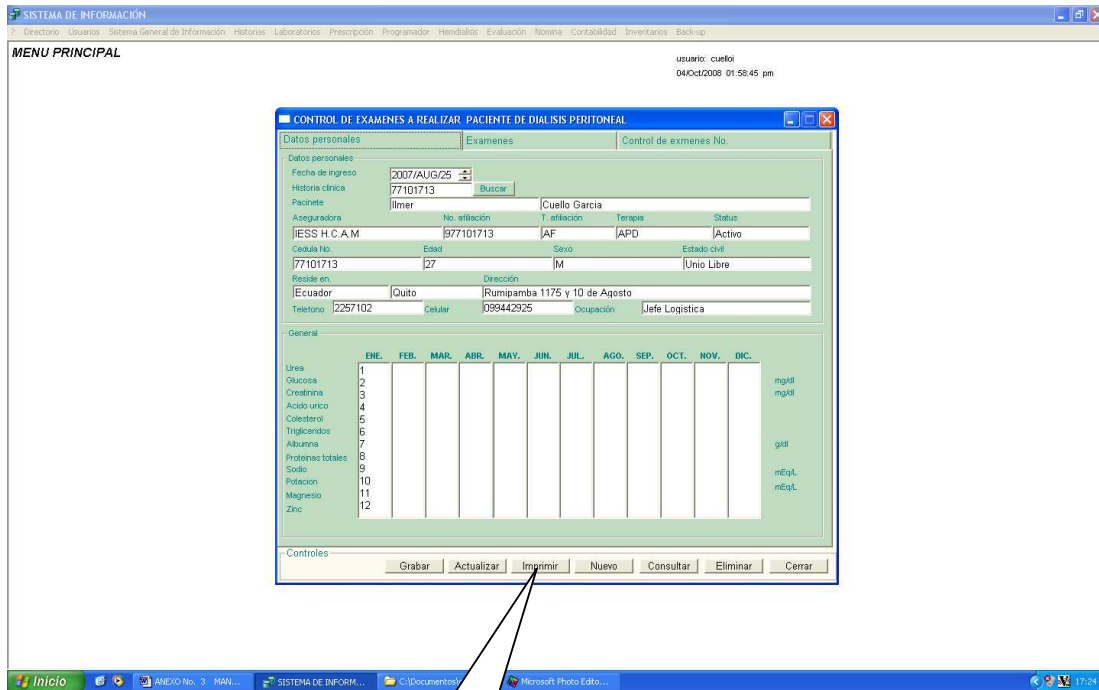 SISTEMA DE INFORMACIÓN
? Directorio Usuarios Sistema General de Información Historias Laboratorios Prescripción Programador Hemdialsis Evaluación Nomina Contabilidad Inventarios Back-up
MENU PRINCIPAL
usuario: cuelloi
04/Oct/2008 01:58:45 pm
CONTROL DE EXAMENES A REALIZAR PACIENTE DE DIALISIS PERITONEAL
Datos personales Examenes Control de exmenes No.
Datos personales
Fecha de ingreso 2007/AUG/25
Historia clinica 77101713 Buscar
Pacinete Ilmer Cuello Garcia
Aseguradora No. afiliación T. afiliación Terapia Status
IESS H.C.A.M 977101713 AF APD Activo
Cedula No. Edad Sexo Estado civil
77101713 27 M Unio Libre
Reside en. Dirección
Ecuador Quito Rumipamba 1175 y 10 de Agosto
Telefono 2257102 Celular 099442925 Ocupación Jefe Logistica
General
ENE. FEB. MAR. ABR. MAY. JUN. JUL. AGO. SEP. OCT. NOV. DIC.
Urea 1
Glucosa 2 mg/dl
Creatinina 3 mg/dl
Acido urico 4
Colesterol 5
Trigliceridos 6
Albumna 7 g/dl
Proteinas totales 8
Sodio 9 mEq/L
Potacion 10 mEq/L
Magnesio 11
Zinc 12
Controles
Grabar Actualizar Imprimir Nuevo Consultar Eliminar Cerrar
Inicio ANEXO No. 3 MAN... SISTEMA DE INFORM... C:\Documentos\ Microsoft Photo Edito... 17:24